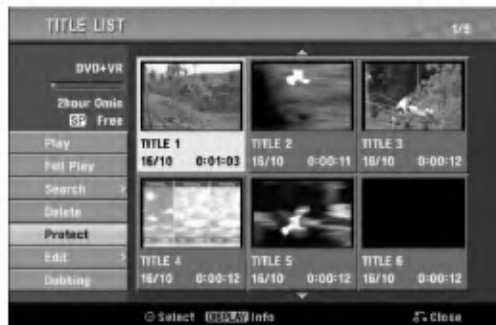 TITLE LIST
1/9
DVD+VR
2hour 0min
SP Free
Play
Full Play
Search >
Delete
Protect
Edit >
Dubbing
TITLE 1
16/10 0:01:03
TITLE 2
16/10 0:00:11
TITLE 3
16/10 0:00:12
TITLE 4
16/10 0:00:12
TITLE 5
16/10 0:00:12
TITLE 6
16/10 0:00:12
Select DISPLAY Info Close